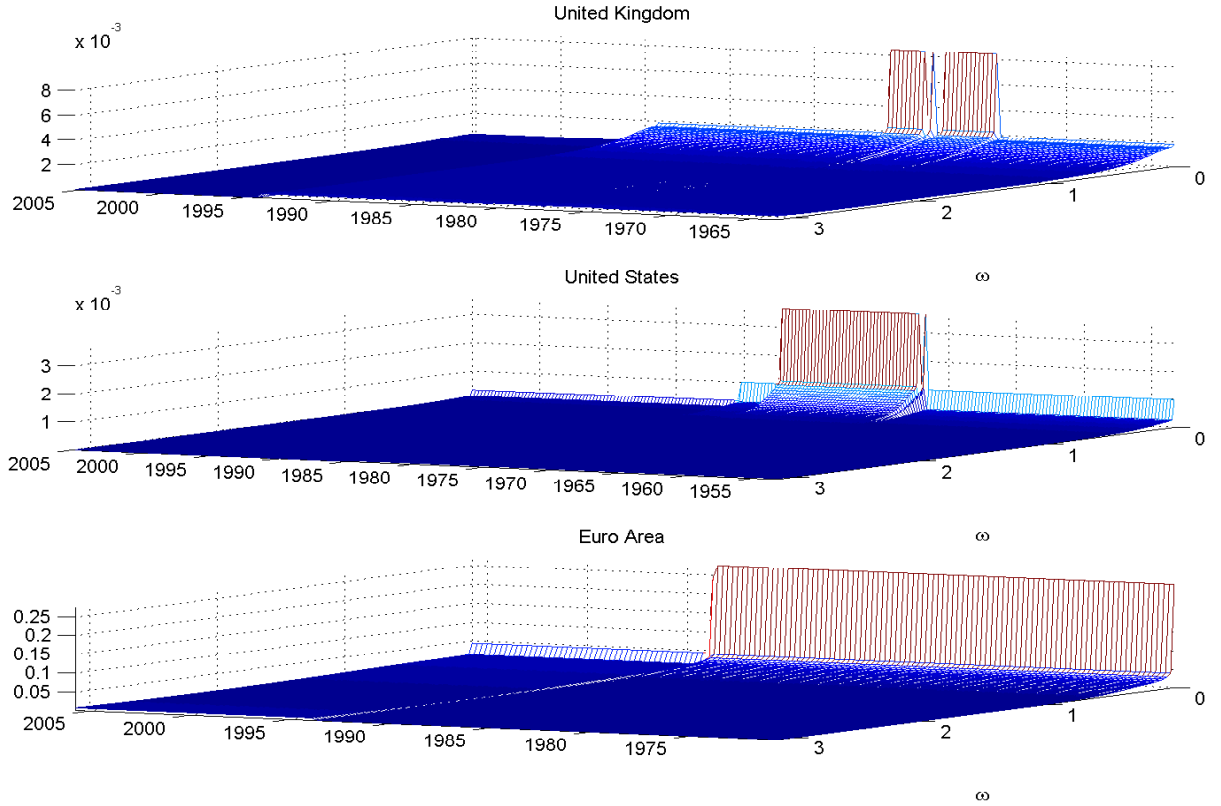 United Kingdom
x 10-3
8
6
4
2
2005 2000 1995 1990 1985 1980 1975 1970 1965
3 2 1 0
ω
United States
x 10-3
3
2
1
2005 2000 1995 1990 1985 1980 1975 1970 1965 1960 1955
3 2 1 0
ω
Euro Area
0.25
0.2
0.15
0.1
0.05
2005 2000 1995 1990 1985 1980 1975
3 2 1 0
ω